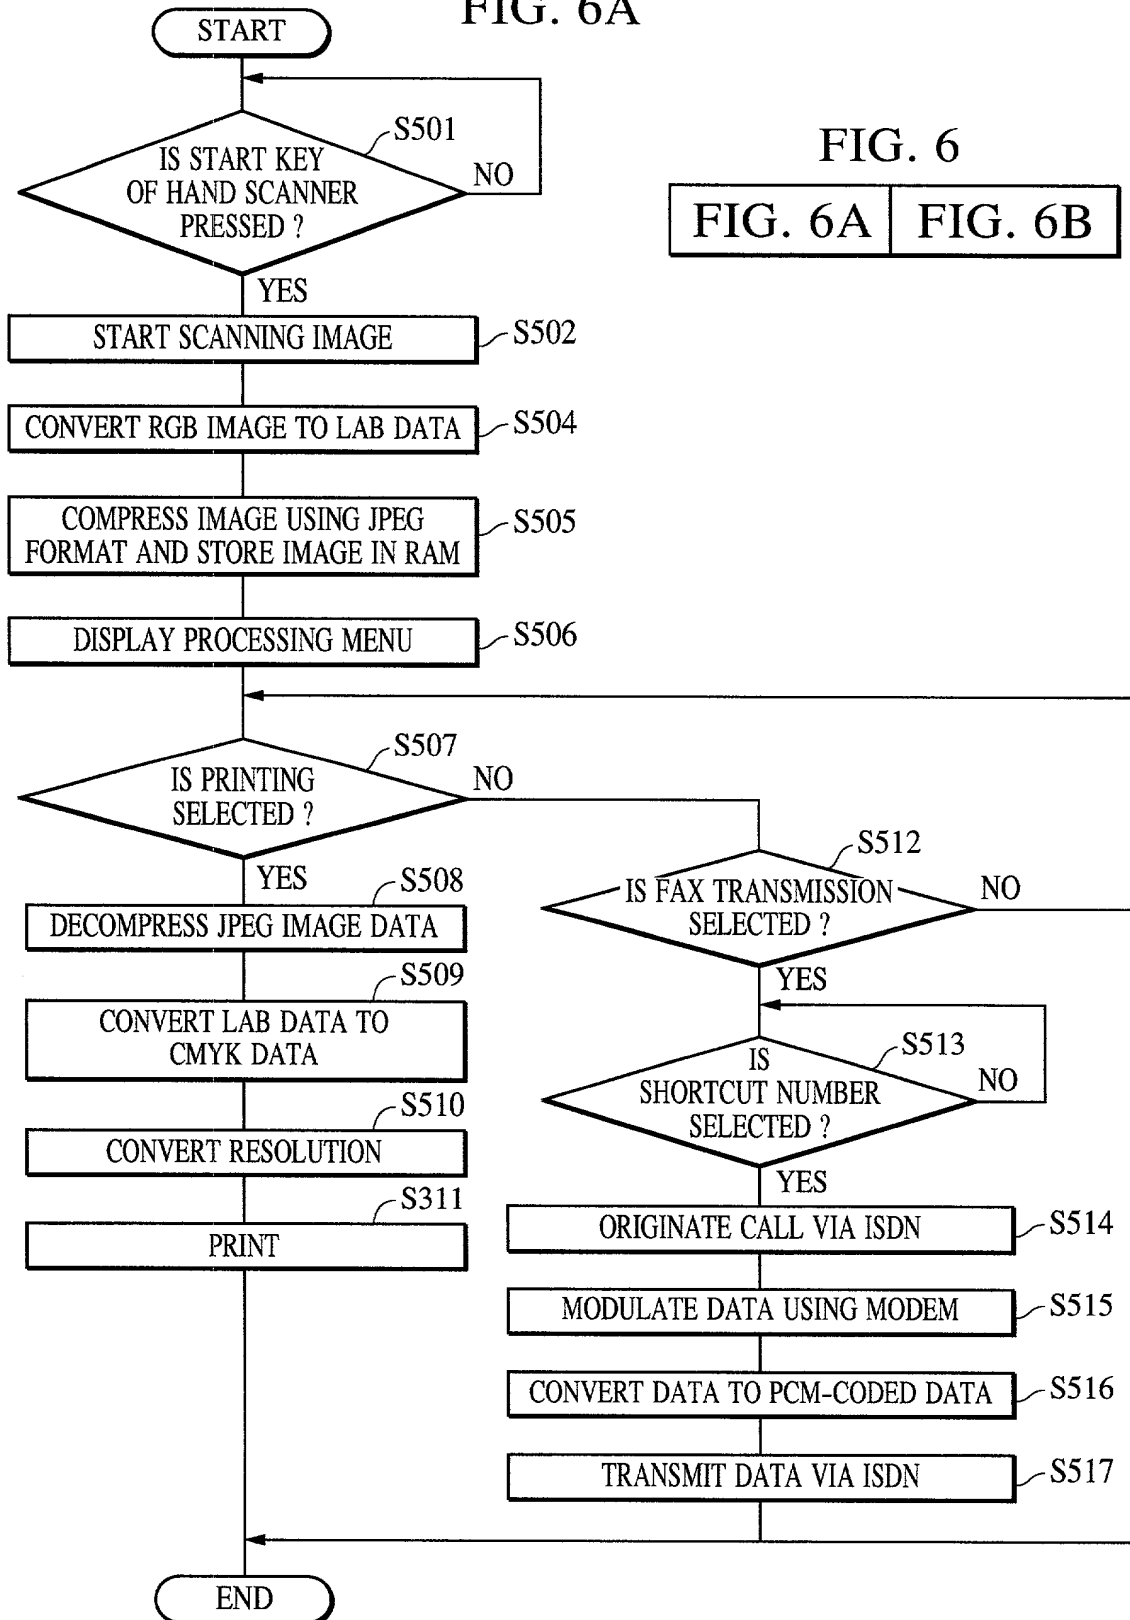 FIG. 6A
START
S501
IS START KEY
OF HAND SCANNER
PRESSED ?
NO
YES
FIG. 6
FIG. 6A FIG. 6B
START SCANNING IMAGE
S502
CONVERT RGB IMAGE TO LAB DATA
S504
COMPRESS IMAGE USING JPEG
FORMAT AND STORE IMAGE IN RAM
S505
DISPLAY PROCESSING MENU
S506
S507
IS PRINTING
SELECTED ?
NO
YES
S508
DECOMPRESS JPEG IMAGE DATA
S509
CONVERT LAB DATA TO
CMYK DATA
S510
CONVERT RESOLUTION
S311
PRINT
S512
IS FAX TRANSMISSION
SELECTED ?
NO
YES
S513
IS
SHORTCUT NUMBER
SELECTED ?
NO
YES
ORIGINATE CALL VIA ISDN
S514
MODULATE DATA USING MODEM
S515
CONVERT DATA TO PCM-CODED DATA
S516
TRANSMIT DATA VIA ISDN
S517
END